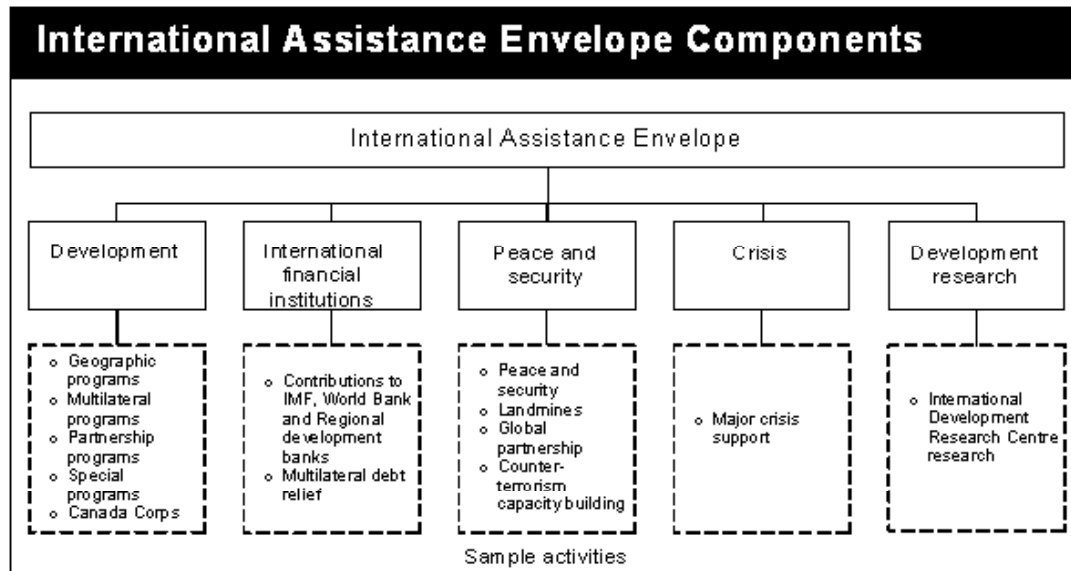 International Assistance Envelope Components
International Assistance Envelope
Development
International
financial
institutions
Peace and
security
Crisis
Development
research
o Geographic
programs
o Multilateral
programs
o Partnership
programs
o Special
programs
o Canada Corps
o Contributions to
IMF, World Bank
and Regional
development
banks
o Multilateral debt
relief
o Peace and
security
o Landmines
o Global
partnership
o Counter-
terrorism
capacity building
o Major crisis
support
o International
Development
Research Centre
research
Sample activities